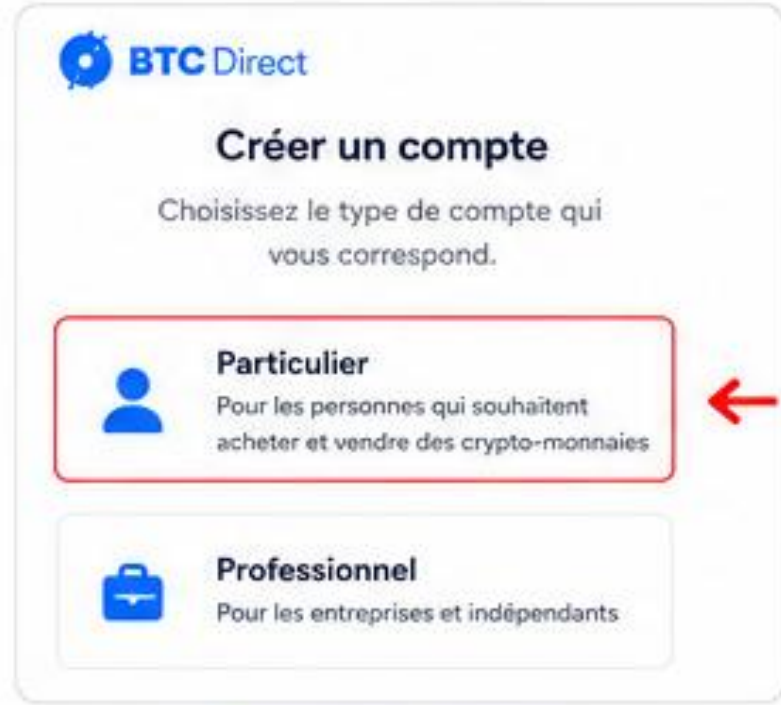 BTC Direct
Créer un compte
Choisissez le type de compte qui
vous correspond.
Particulier
Pour les personnes qui souhaitent
acheter et vendre des crypto-monnaies
Professionnel
Pour les entreprises et indépendants